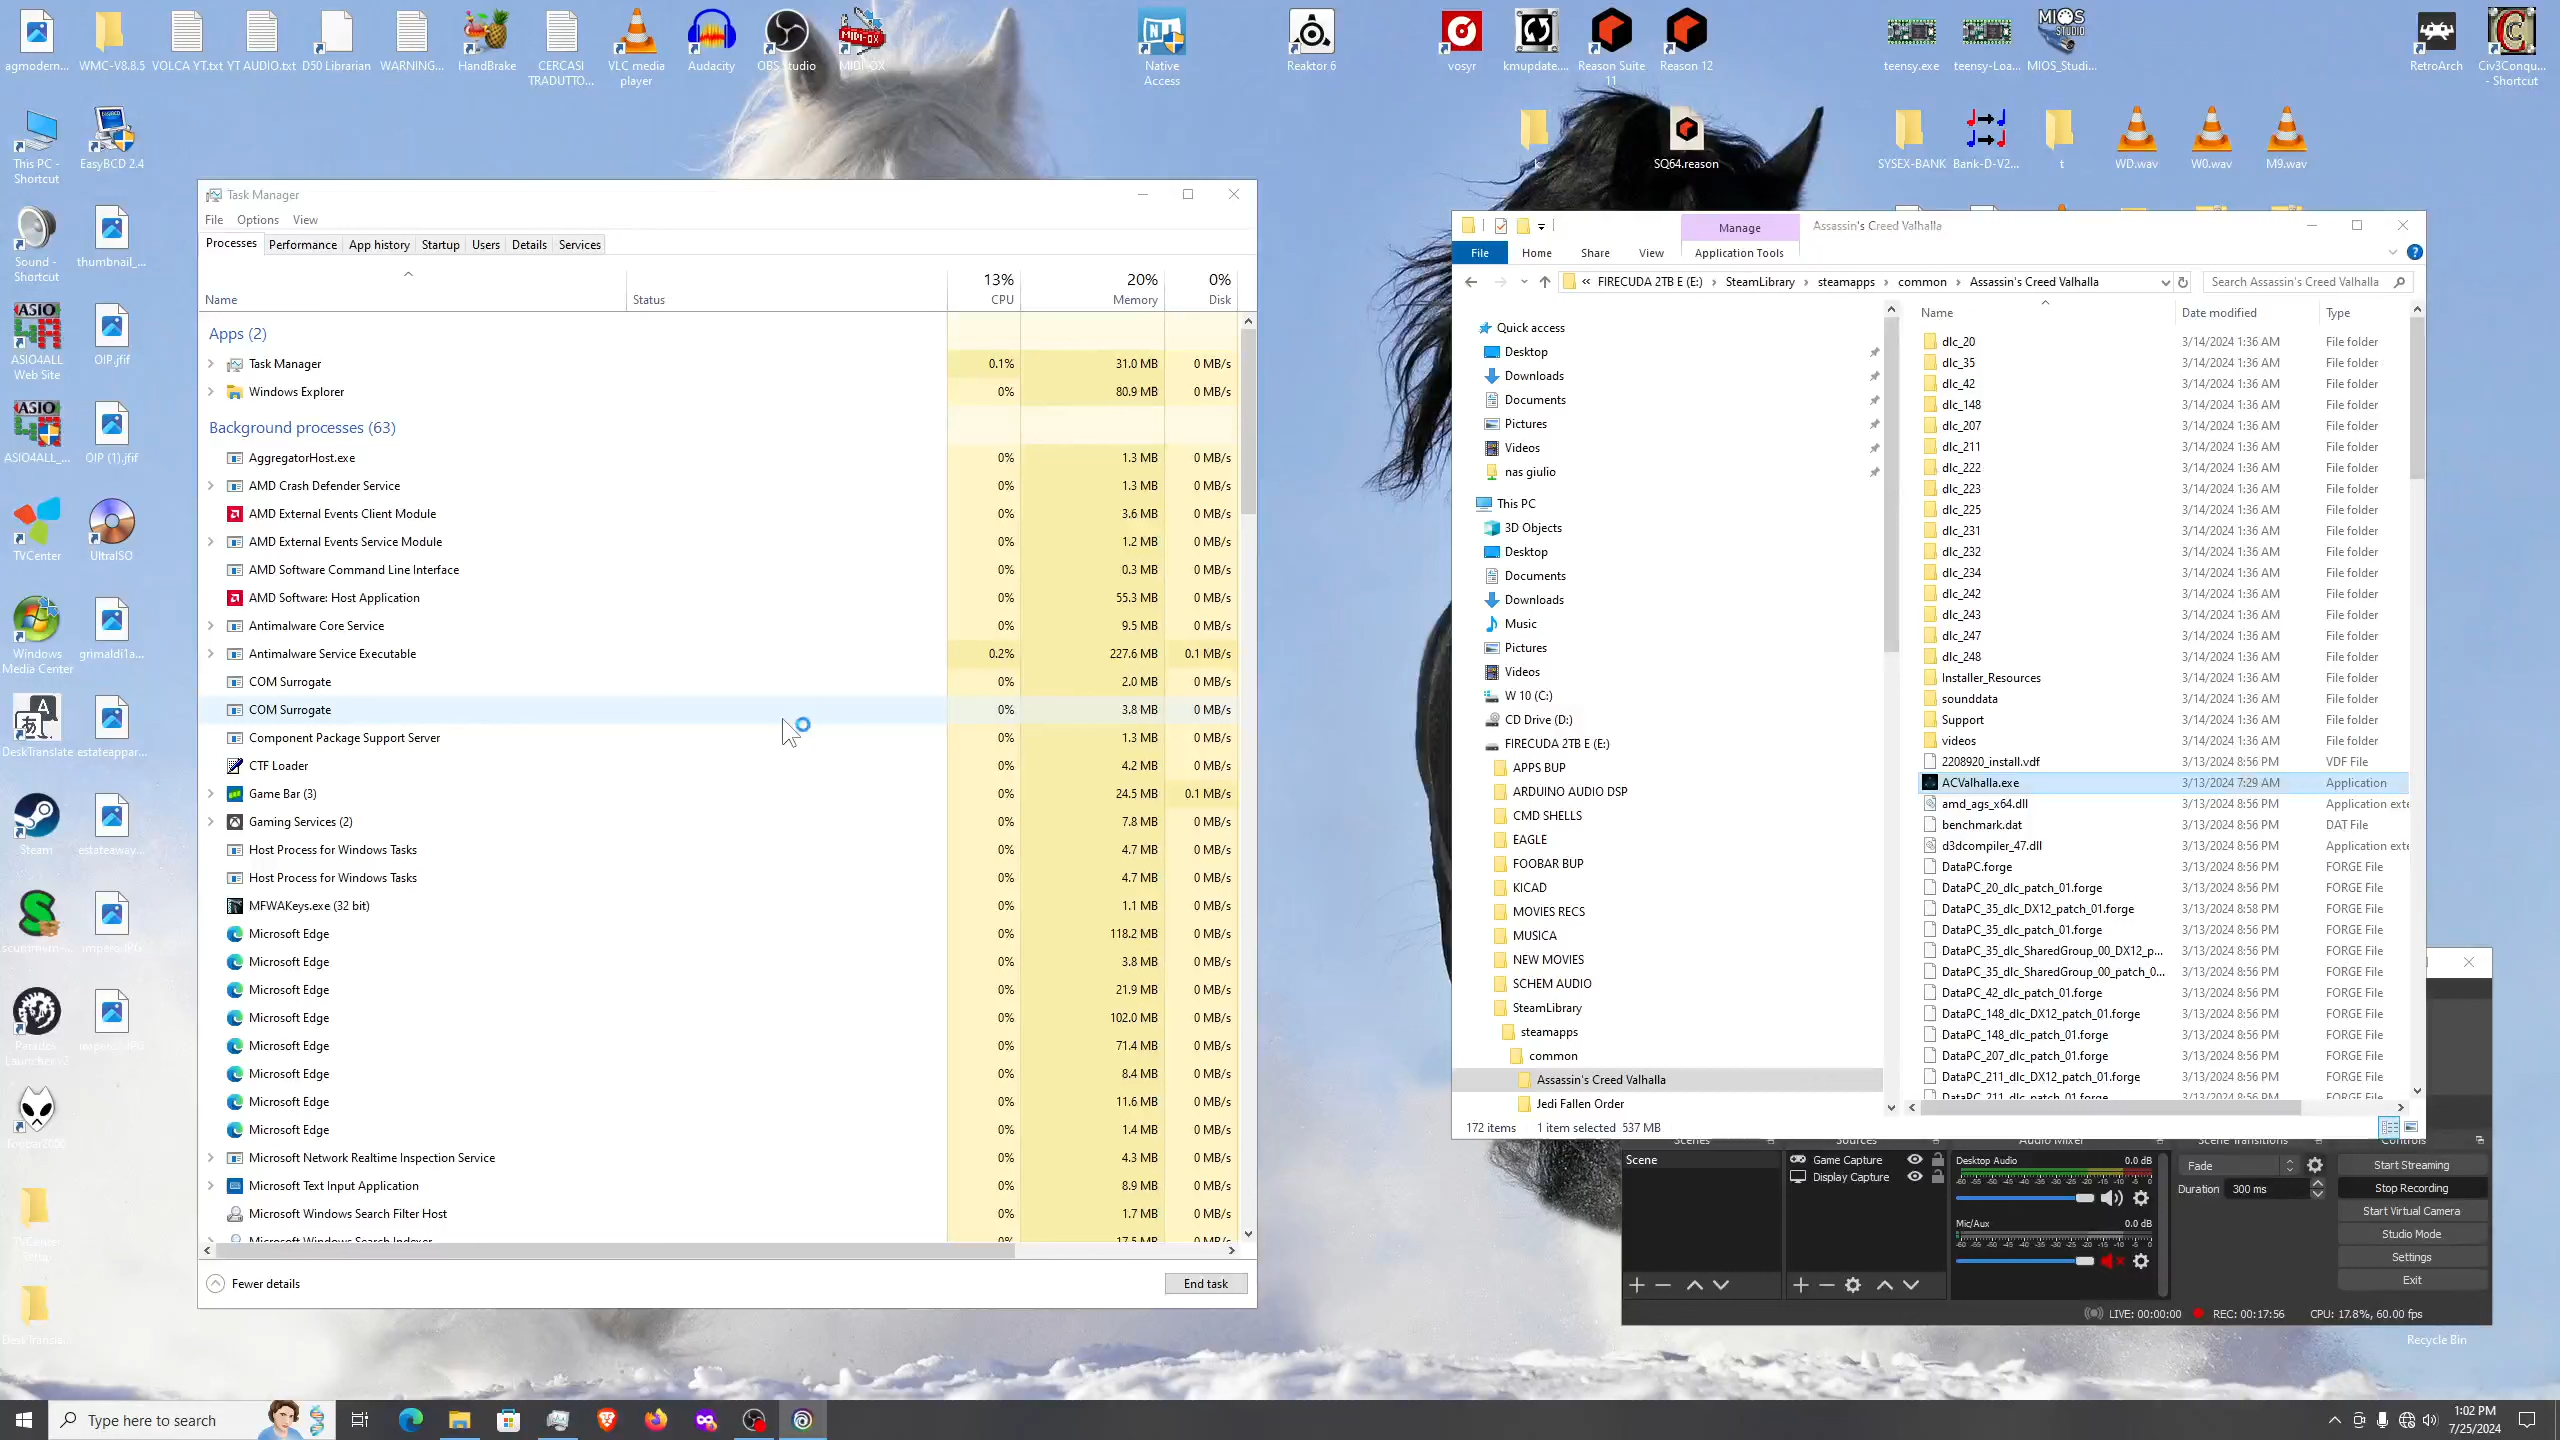 agmodern...
WMC-V8.8.5
VOLCA YT.txt
YT AUDIO.txt
D50 Librarian
WARNING...
HandBrake
CERCASI
TRADUTTO...
VLC media
player
Audacity
OBS Studio
MIDI-OX
Native
Access
Reaktor 6
vosyr
kmupdate....
Reason Suite
11
Reason 12
teensy.exe
teensy-Loa...
MIOS_Studi...
RetroArch
Civ3Conqu...
- Shortcut
This PC -
Shortcut
EasyBCD 2.4
k
SQ64.reason
SYSEX-BANK
Bank-D-V2...
t
WD.wav
W0.wav
M9.wav
Sound -
Shortcut
thumbnail_...
ASIO4ALL
Web Site
OIP.jfif
ASIO4ALL_...
OIP (1).jfif
TVCenter
UltraISO
Windows
Media Center
grimaldi1a...
DeskTranslate
estateappar...
Steam
estateaway...
scummvm-...
impero.JPG
Paradox
Launcher v2
foobar2000
TVCenter
Setup
DeskTransla...
Task Manager
File Options View
Processes Performance App history Startup Users Details Services
13% 20% 0%
Name Status CPU Memory Disk
Apps (2)
Task Manager 0.1% 31.0 MB 0 MB/s
Windows Explorer 0% 80.9 MB 0 MB/s
Background processes (63)
AggregatorHost.exe 0% 1.3 MB 0 MB/s
AMD Crash Defender Service 0% 1.3 MB 0 MB/s
AMD External Events Client Module 0% 3.6 MB 0 MB/s
AMD External Events Service Module 0% 1.2 MB 0 MB/s
AMD Software Command Line Interface 0% 0.3 MB 0 MB/s
AMD Software: Host Application 0% 55.3 MB 0 MB/s
Antimalware Core Service 0% 9.5 MB 0 MB/s
Antimalware Service Executable 0.2% 227.6 MB 0.1 MB/s
COM Surrogate 0% 2.0 MB 0 MB/s
COM Surrogate 0% 3.8 MB 0 MB/s
Component Package Support Server 0% 1.3 MB 0 MB/s
CTF Loader 0% 4.2 MB 0 MB/s
Game Bar (3) 0% 24.5 MB 0.1 MB/s
Gaming Services (2) 0% 7.8 MB 0 MB/s
Host Process for Windows Tasks 0% 4.7 MB 0 MB/s
Host Process for Windows Tasks 0% 4.7 MB 0 MB/s
MFWAKeys.exe (32 bit) 0% 1.1 MB 0 MB/s
Microsoft Edge 0% 118.2 MB 0 MB/s
Microsoft Edge 0% 3.8 MB 0 MB/s
Microsoft Edge 0% 21.9 MB 0 MB/s
Microsoft Edge 0% 102.0 MB 0 MB/s
Microsoft Edge 0% 71.4 MB 0 MB/s
Microsoft Edge 0% 8.4 MB 0 MB/s
Microsoft Edge 0% 11.6 MB 0 MB/s
Microsoft Edge 0% 1.4 MB 0 MB/s
Microsoft Network Realtime Inspection Service 0% 4.3 MB 0 MB/s
Microsoft Text Input Application 0% 8.9 MB 0 MB/s
Microsoft Windows Search Filter Host 0% 1.7 MB 0 MB/s
Microsoft Windows Search Indexer 0% 17.5 MB 0 MB/s
Fewer details
End task
Manage Assassin's Creed Valhalla
File Home Share View Application Tools
« FIRECUDA 2TB E (E:) › SteamLibrary › steamapps › common › Assassin's Creed Valhalla
Search Assassin's Creed Valhalla
Quick access
Desktop
Downloads
Documents
Pictures
Videos
nas giulio
This PC
3D Objects
Desktop
Documents
Downloads
Music
Pictures
Videos
W 10 (C:)
CD Drive (D:)
FIRECUDA 2TB E (E:)
APPS BUP
ARDUINO AUDIO DSP
CMD SHELLS
EAGLE
FOOBAR BUP
KICAD
MOVIES RECS
MUSICA
NEW MOVIES
SCHEM AUDIO
SteamLibrary
steamapps
common
Assassin's Creed Valhalla
Jedi Fallen Order
Name Date modified Type
dlc_20 3/14/2024 1:36 AM File folder
dlc_35 3/14/2024 1:36 AM File folder
dlc_42 3/14/2024 1:36 AM File folder
dlc_148 3/14/2024 1:36 AM File folder
dlc_207 3/14/2024 1:36 AM File folder
dlc_211 3/14/2024 1:36 AM File folder
dlc_222 3/14/2024 1:36 AM File folder
dlc_223 3/14/2024 1:36 AM File folder
dlc_225 3/14/2024 1:36 AM File folder
dlc_231 3/14/2024 1:36 AM File folder
dlc_232 3/14/2024 1:36 AM File folder
dlc_234 3/14/2024 1:36 AM File folder
dlc_242 3/14/2024 1:36 AM File folder
dlc_243 3/14/2024 1:36 AM File folder
dlc_247 3/14/2024 1:36 AM File folder
dlc_248 3/14/2024 1:36 AM File folder
Installer_Resources 3/14/2024 1:36 AM File folder
sounddata 3/14/2024 1:36 AM File folder
Support 3/14/2024 1:36 AM File folder
videos 3/14/2024 1:36 AM File folder
2208920_install.vdf 3/13/2024 8:56 PM VDF File
ACValhalla.exe 3/13/2024 7:29 AM Application
amd_ags_x64.dll 3/13/2024 8:56 PM Application exte
benchmark.dat 3/13/2024 8:56 PM DAT File
d3dcompiler_47.dll 3/13/2024 8:56 PM Application exte
DataPC.forge 3/13/2024 8:56 PM FORGE File
DataPC_20_dlc_patch_01.forge 3/13/2024 8:56 PM FORGE File
DataPC_35_dlc_DX12_patch_01.forge 3/13/2024 8:58 PM FORGE File
DataPC_35_dlc_patch_01.forge 3/13/2024 8:56 PM FORGE File
DataPC_35_dlc_SharedGroup_00_DX12_p... 3/13/2024 8:56 PM FORGE File
DataPC_35_dlc_SharedGroup_00_patch_0... 3/13/2024 8:56 PM FORGE File
DataPC_42_dlc_patch_01.forge 3/13/2024 8:56 PM FORGE File
DataPC_148_dlc_DX12_patch_01.forge 3/13/2024 8:56 PM FORGE File
DataPC_148_dlc_patch_01.forge 3/13/2024 8:56 PM FORGE File
DataPC_207_dlc_patch_01.forge 3/13/2024 8:56 PM FORGE File
DataPC_211_dlc_DX12_patch_01.forge 3/13/2024 8:56 PM FORGE File
DataPC_211_dlc_patch_01.forge 3/13/2024 8:56 PM FORGE File
172 items 1 item selected 537 MB
Scenes Sources Audio Mixer Scene Transitions Controls
Scene
Game Capture
Display Capture
Desktop Audio 0.0 dB
-60 -55 -50 -45 -40 -35 -30 -25 -20 -15 -10 -5 0
Mic/Aux 0.0 dB
-60 -55 -50 -45 -40 -35 -30 -25 -20 -15 -10 -5 0
Fade
Duration 300 ms
Start Streaming
Stop Recording
Start Virtual Camera
Studio Mode
Settings
Exit
LIVE: 00:00:00 REC: 00:17:56 CPU: 17.8%, 60.00 fps
Recycle Bin
Type here to search
1:02 PM
7/25/2024